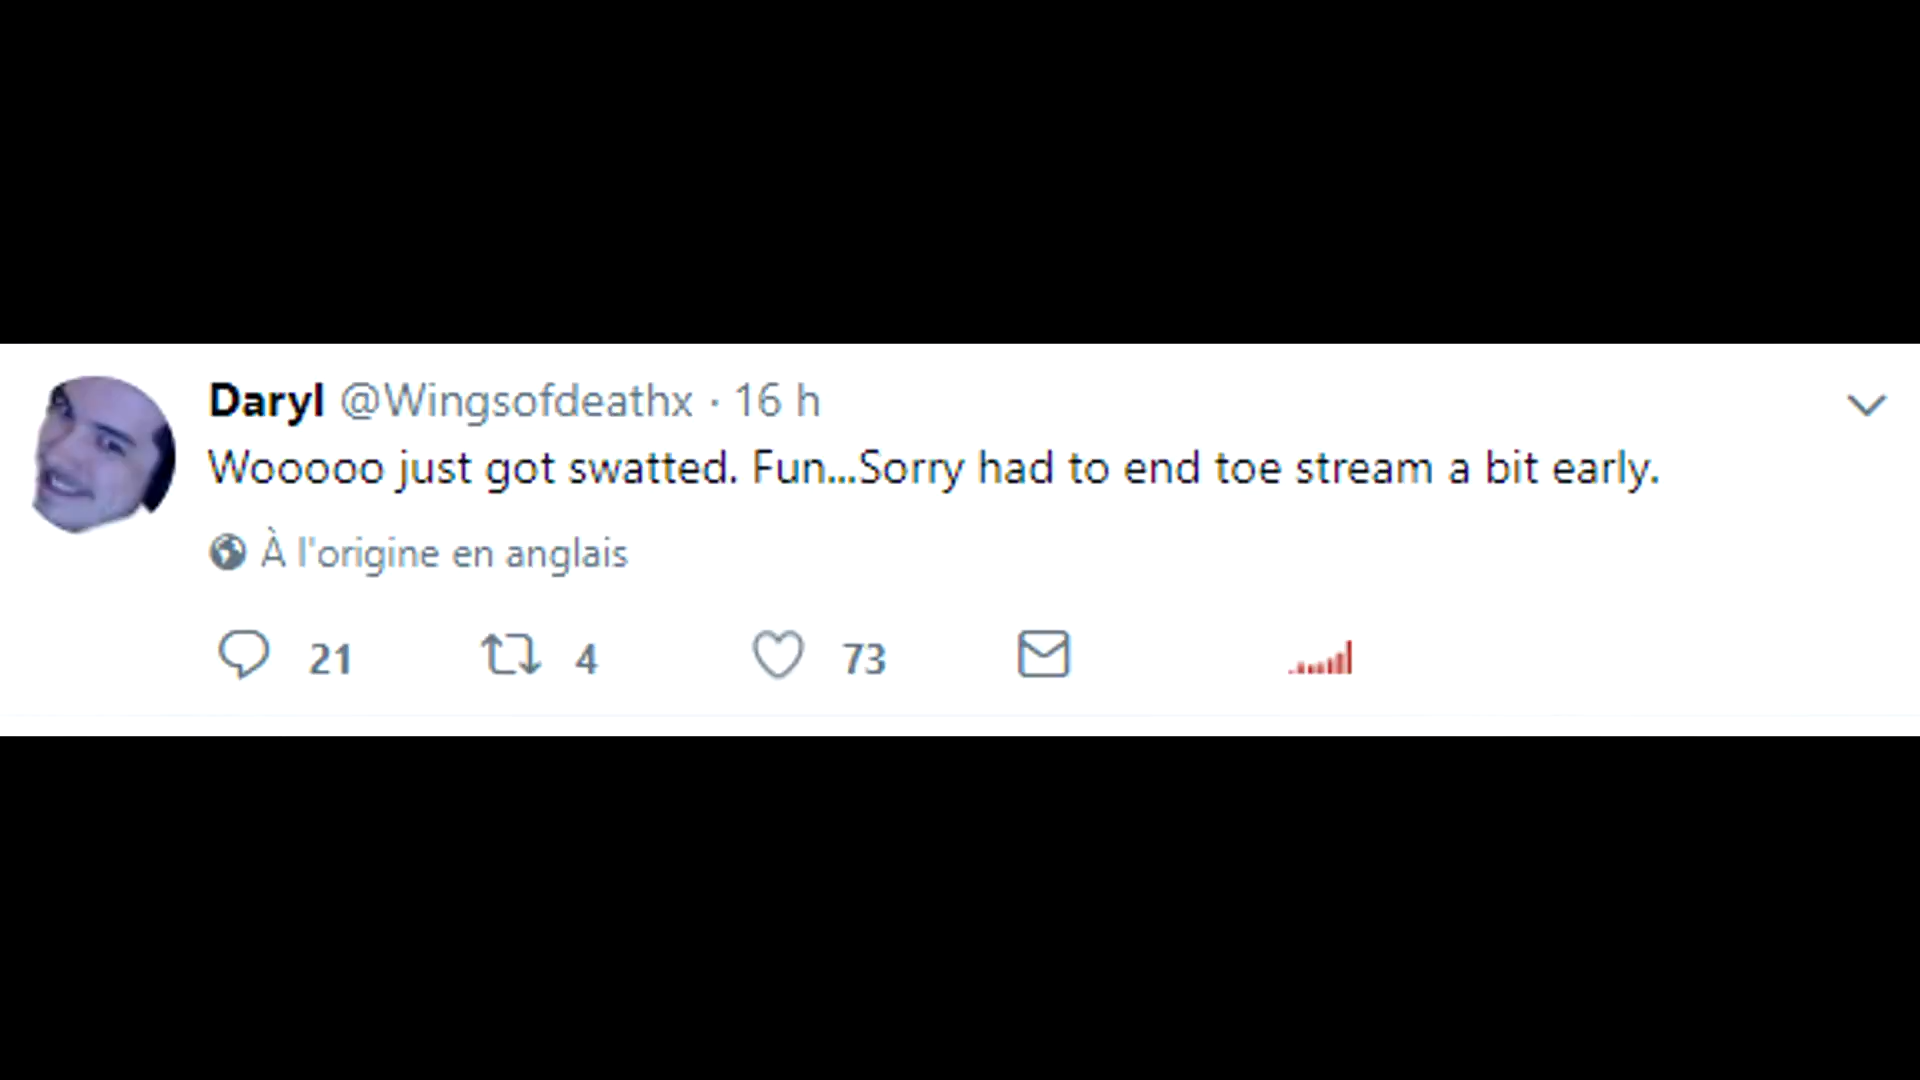 Daryl @Wingsofdeathx · 16 h
Wooooo just got swatted. Fun...Sorry had to end toe stream a bit early.
À l'origine en anglais
21 4 73